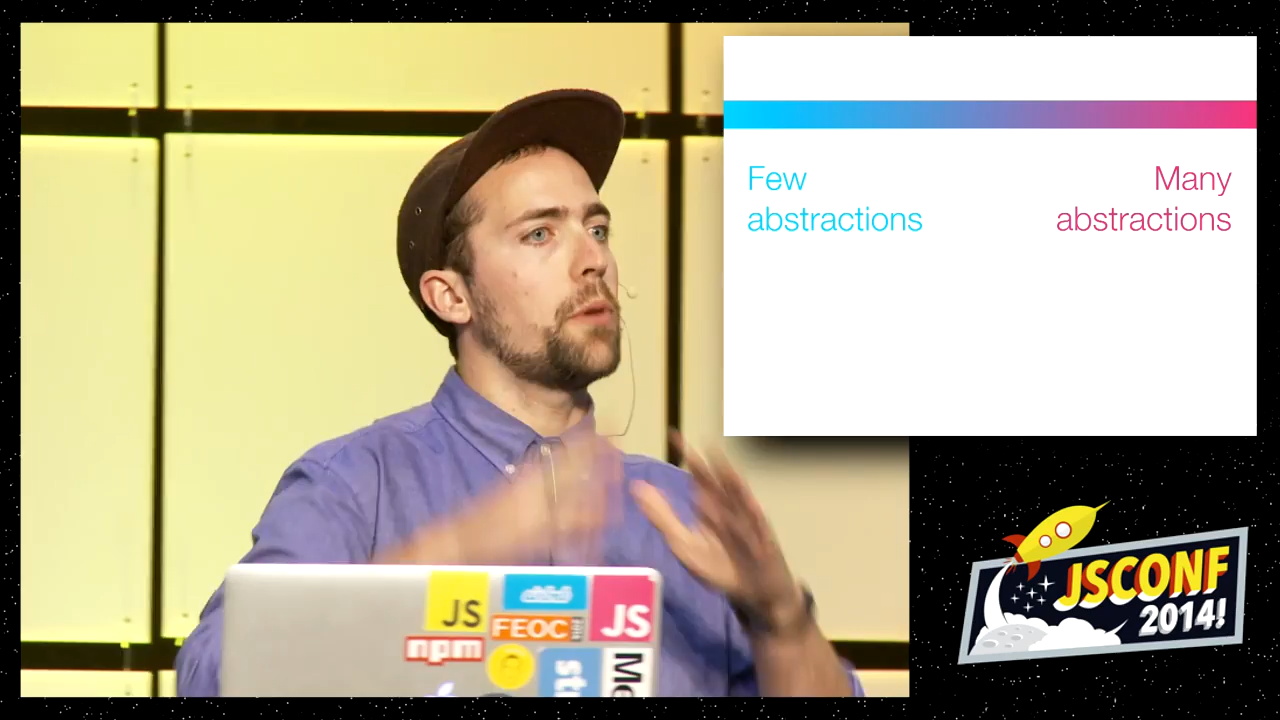 Few
abstractions
Many
abstractions
JS
FEOC
JS
npm
JSCONF
2014!